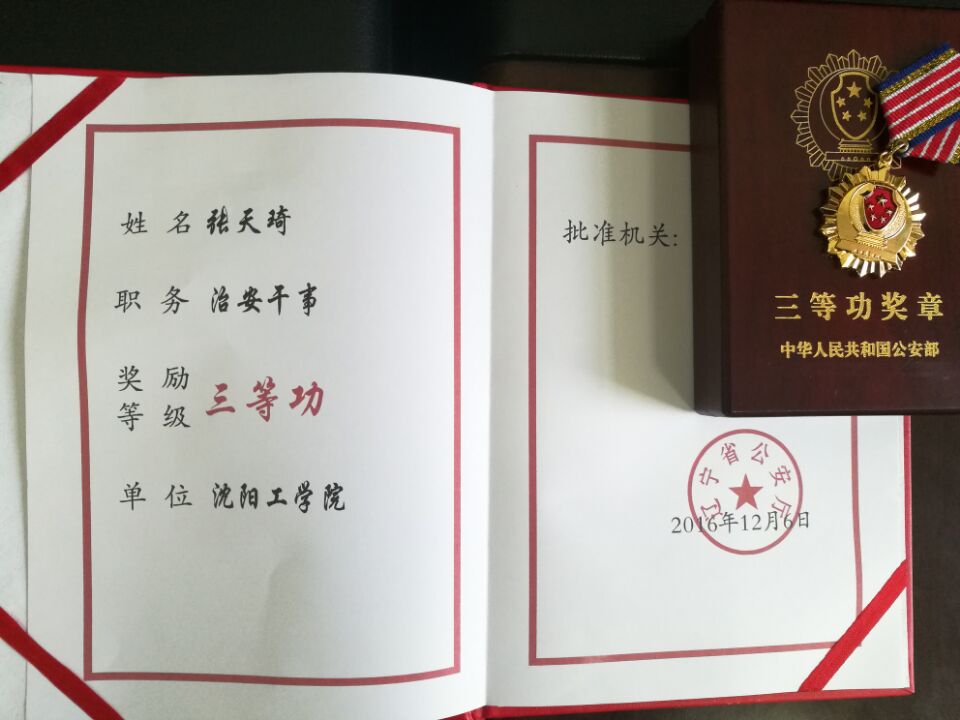 姓名 张天琦
职务 治安干事
奖励等级 三等功
单位 沈阳工学院
批准机关:
辽宁省公安厅
2016年12月6日
三等功奖章
中华人民共和国公安部